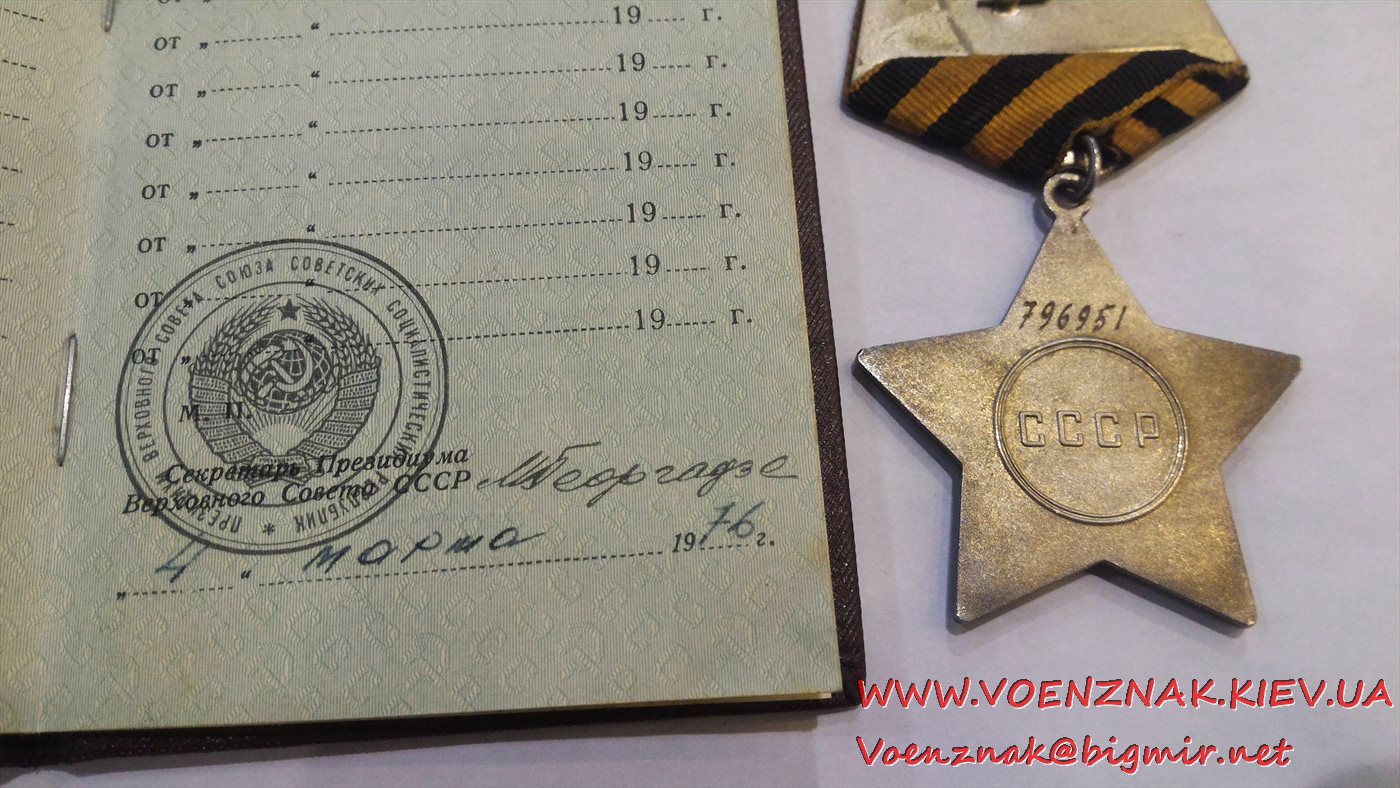 от „ “ 19 г.
от „ “ 19 г.
от „ “ 19 г.
от „ “ 19 г.
от „ “ 19 г.
от „ “ 19 г.
от „ “ 19 г.
М. П.
Секретарь Президиума
Верховного Совета СССР М Георгадзе
„ 4 “ марта 1976 г.
ПРЕЗИДИУМ ВЕРХОВНОГО СОВЕТА СОЮЗА СОВЕТСКИХ СОЦИАЛИСТИЧЕСКИХ РЕСПУБЛИК *
796951
СССР
WWW.VOENZNAK.KIEV.UA
Voenznak@bigmir.net